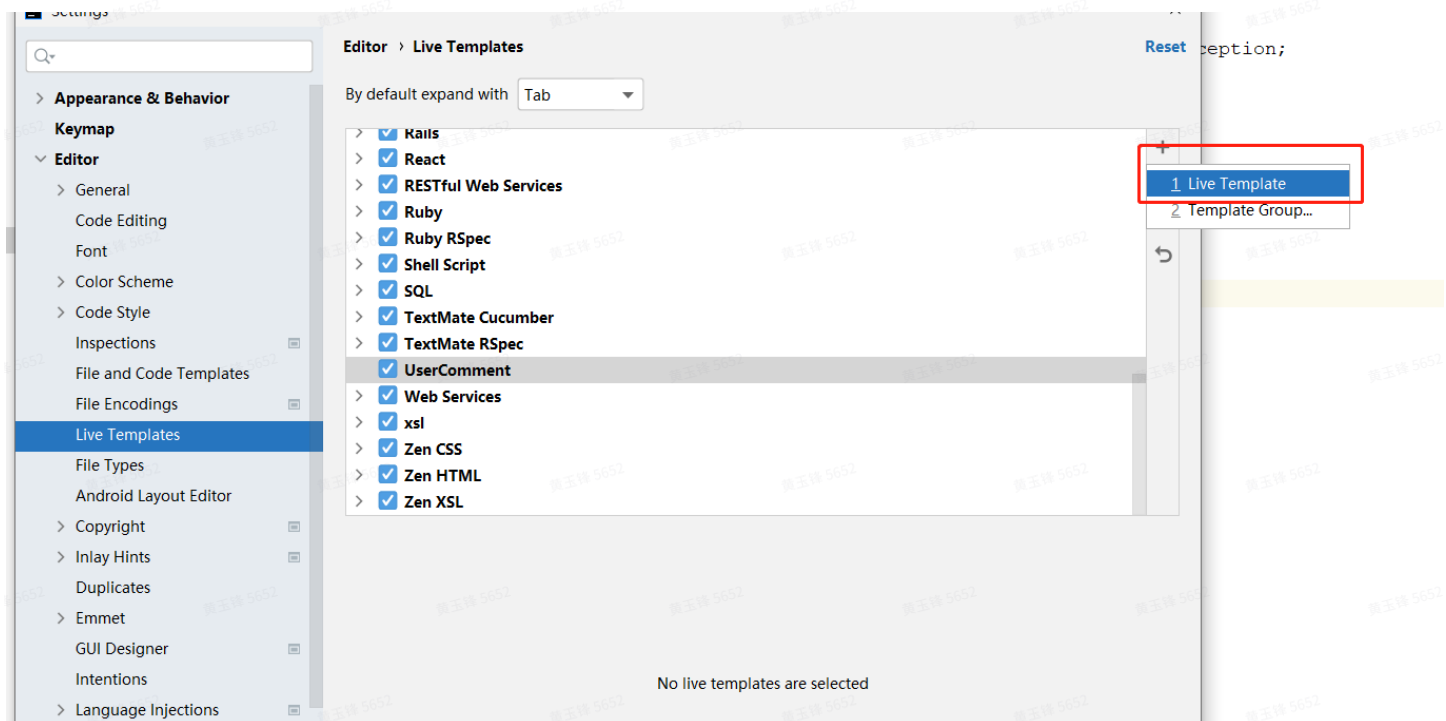 Settings
Editor › Live Templates
Reset
ception;
By default expand with Tab
Appearance & Behavior
Keymap
Editor
General
Code Editing
Font
Color Scheme
Code Style
Inspections
File and Code Templates
File Encodings
Live Templates
File Types
Android Layout Editor
Copyright
Inlay Hints
Duplicates
Emmet
GUI Designer
Intentions
Language Injections
Rails
React
RESTful Web Services
Ruby
Ruby RSpec
Shell Script
SQL
TextMate Cucumber
TextMate RSpec
UserComment
Web Services
xsl
Zen CSS
Zen HTML
Zen XSL
1 Live Template
2 Template Group...
No live templates are selected
黄玉锋 5652